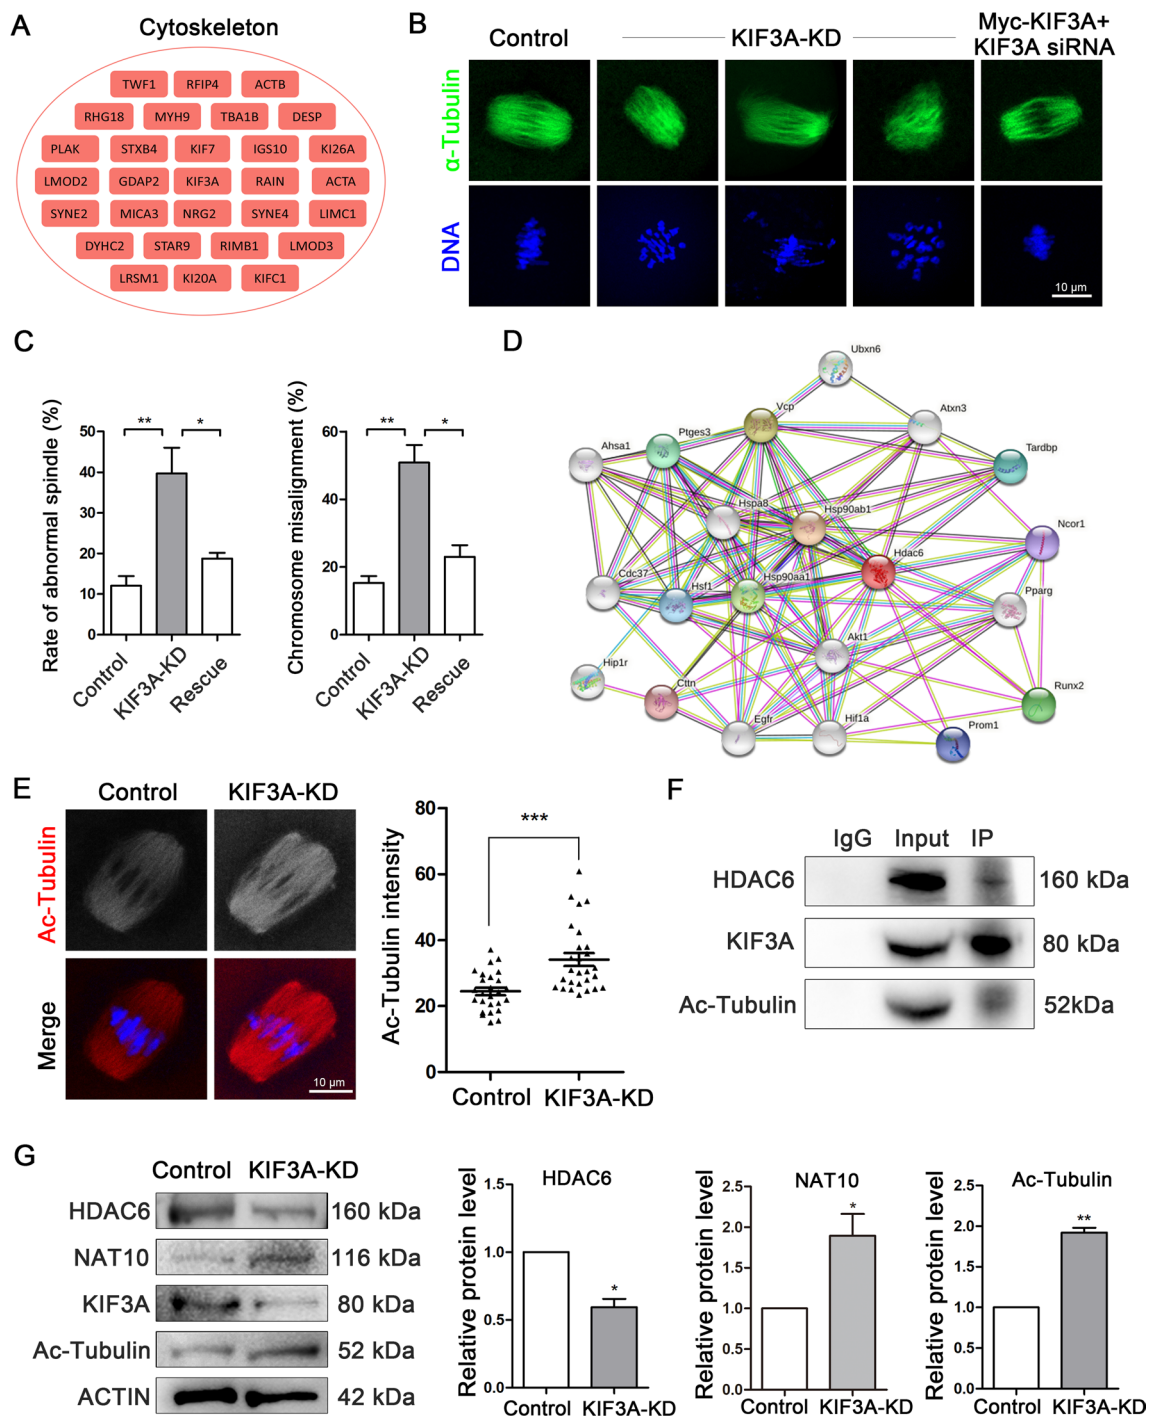 A
Cytoskeleton
TWF1 RFIP4 ACTB
RHG18 MYH9 TBA1B DESP
PLAK STXB4 KIF7 IGS10 KI26A
LMOD2 GDAP2 KIF3A RAIN ACTA
SYNE2 MICA3 NRG2 SYNE4 LIMC1
DYHC2 STAR9 RIMB1 LMOD3
LRSM1 KI20A KIFC1
B
Control
KIF3A-KD
Myc-KIF3A+
KIF3A siRNA
α-Tubulin
DNA
10 μm
C
Rate of abnormal spindle (%)
50
40
30
20
10
0
** *
Control KIF3A-KD Rescue
Chromosome misalignment (%)
60
40
20
0
** *
Control KIF3A-KD Rescue
D
Ubxn6
Vcp
Atxn3
Ptges3
Ahsa1
Tardbp
Hspa8
Hsp90ab1
Ncor1
Hdac6
Cdc37
Hsf1
Hsp90aa1
Pparg
Akt1
Hip1r
Cttn
Runx2
Egfr
Hif1a
Prom1
E
Control KIF3A-KD
Ac-Tubulin
Merge
10 μm
Ac-Tubulin intensity
80
60
40
20
0
***
Control KIF3A-KD
F
IgG Input IP
HDAC6 160 kDa
KIF3A 80 kDa
Ac-Tubulin 52kDa
G
Control KIF3A-KD
HDAC6 160 kDa
NAT10 116 kDa
KIF3A 80 kDa
Ac-Tubulin 52 kDa
ACTIN 42 kDa
HDAC6
Relative protein level
1.5
1.0
0.5
0.0
*
Control KIF3A-KD
NAT10
Relative protein level
2.5
2.0
1.5
1.0
0.5
0.0
*
Control KIF3A-KD
Ac-Tubulin
Relative protein level
2.5
2.0
1.5
1.0
0.5
0.0
**
Control KIF3A-KD